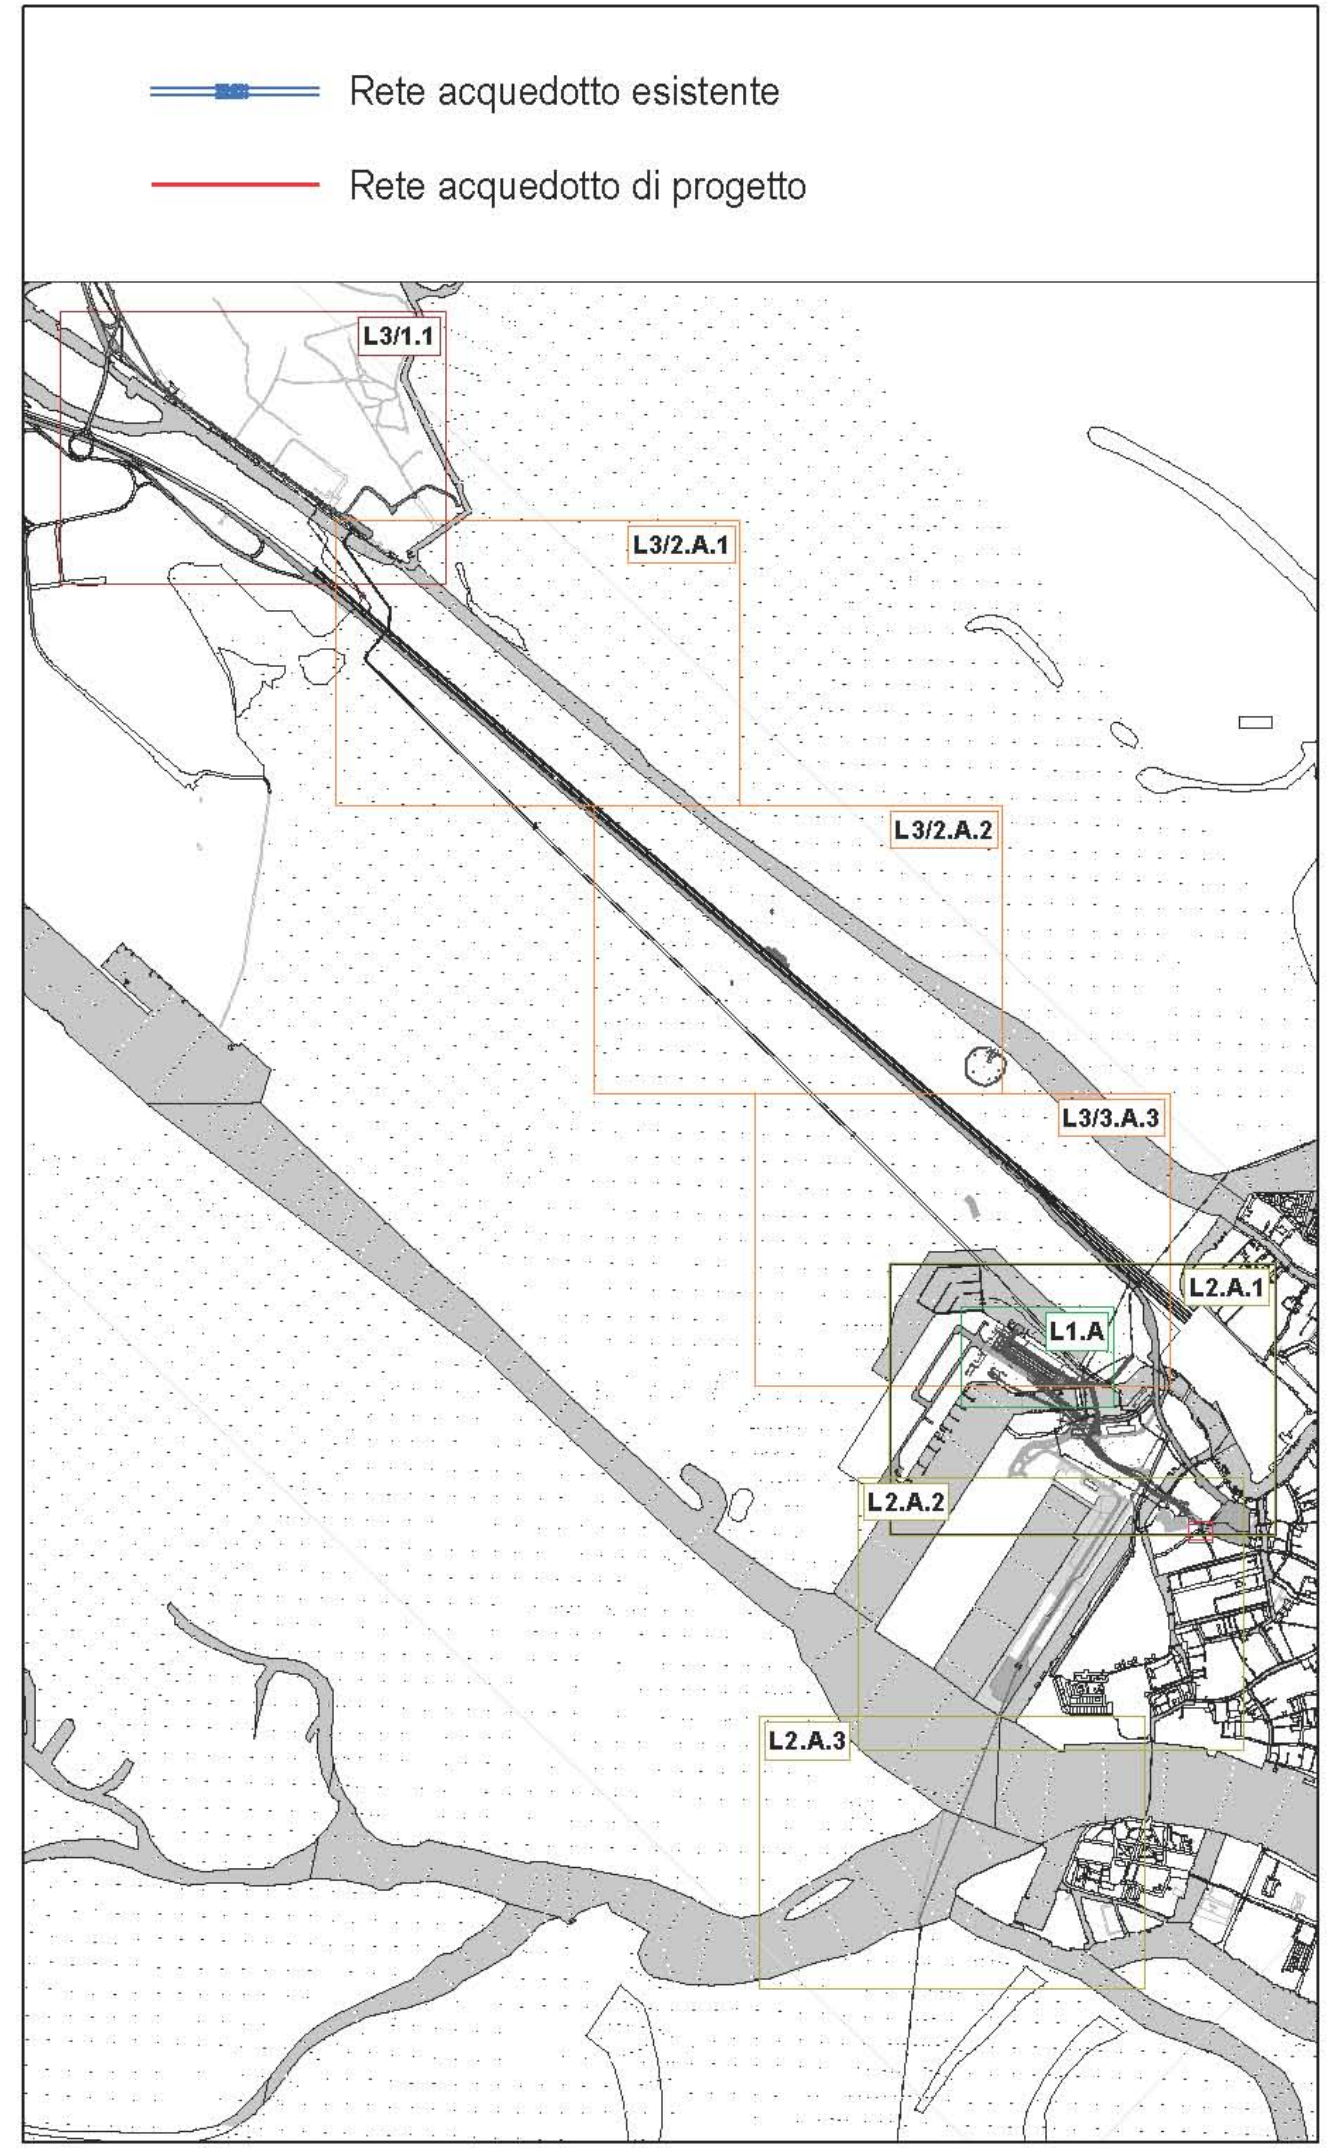 Rete acquedotto esistente
Rete acquedotto di progetto
L3/1.1
L3/2.A.1
L3/2.A.2
L3/3.A.3
L2.A.1
L1.A
L2.A.2
L2.A.3